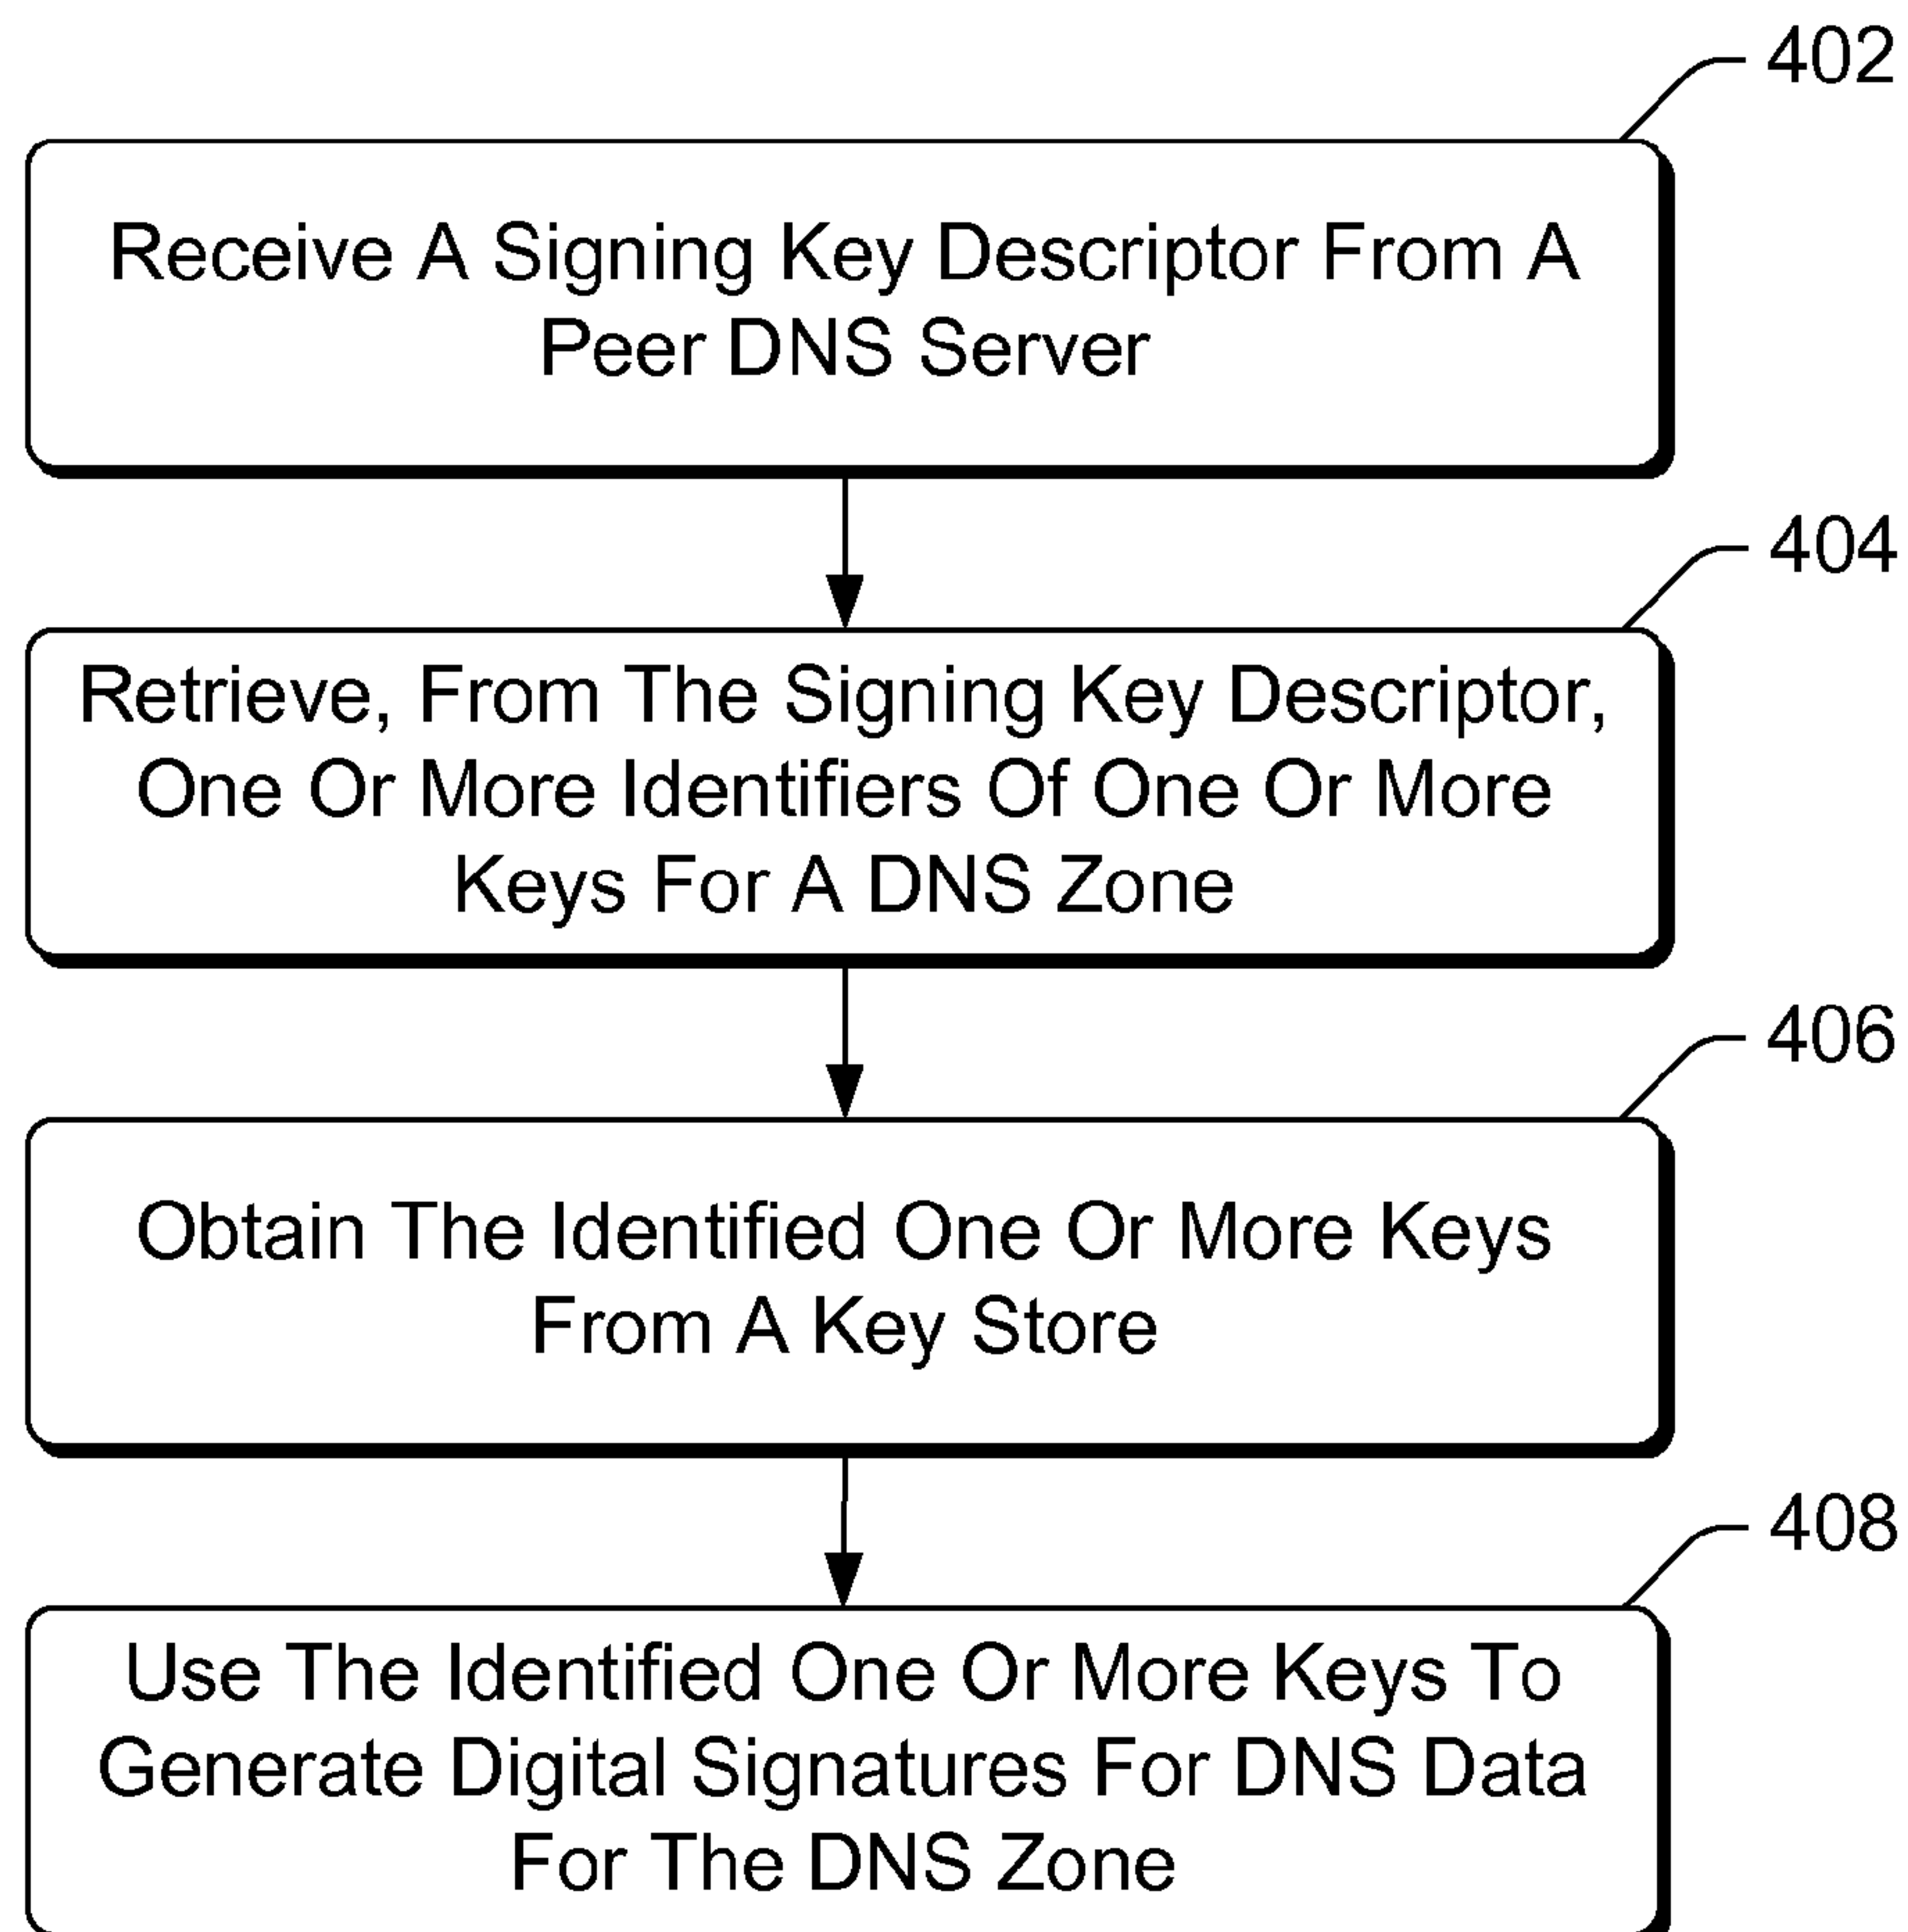 402
Receive A Signing Key Descriptor From A
Peer DNS Server
404
Retrieve, From The Signing Key Descriptor,
One Or More Identifiers Of One Or More
Keys For A DNS Zone
406
Obtain The Identified One Or More Keys
From A Key Store
408
Use The Identified One Or More Keys To
Generate Digital Signatures For DNS Data
For The DNS Zone